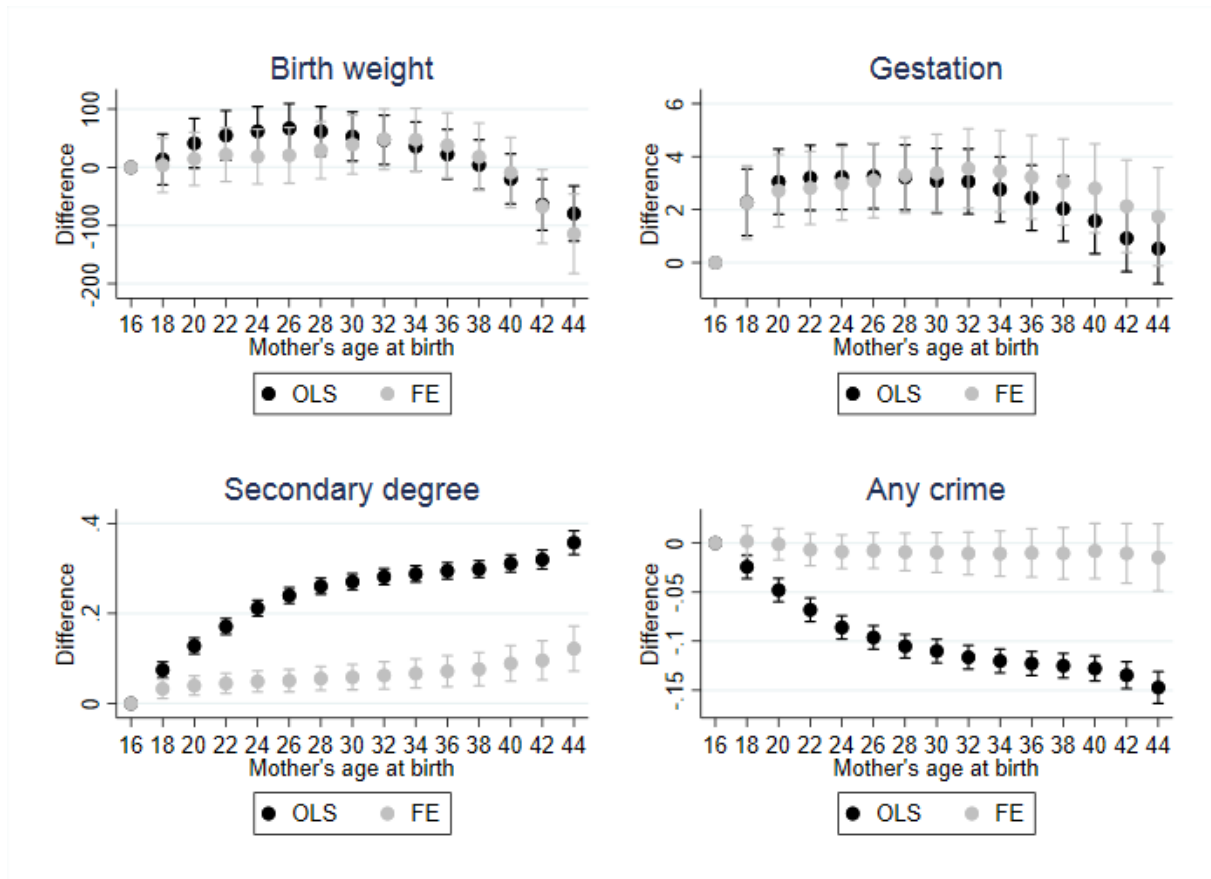 Birth weight
Difference
100
0
-100
-200
16 18 20 22 24 26 28 30 32 34 36 38 40 42 44
Mother's age at birth
OLS FE
Gestation
Difference
6
4
2
0
16 18 20 22 24 26 28 30 32 34 36 38 40 42 44
Mother's age at birth
OLS FE
Secondary degree
Difference
.4
.2
0
16 18 20 22 24 26 28 30 32 34 36 38 40 42 44
Mother's age at birth
OLS FE
Any crime
Difference
0
-.05
-.1
-.15
16 18 20 22 24 26 28 30 32 34 36 38 40 42 44
Mother's age at birth
OLS FE